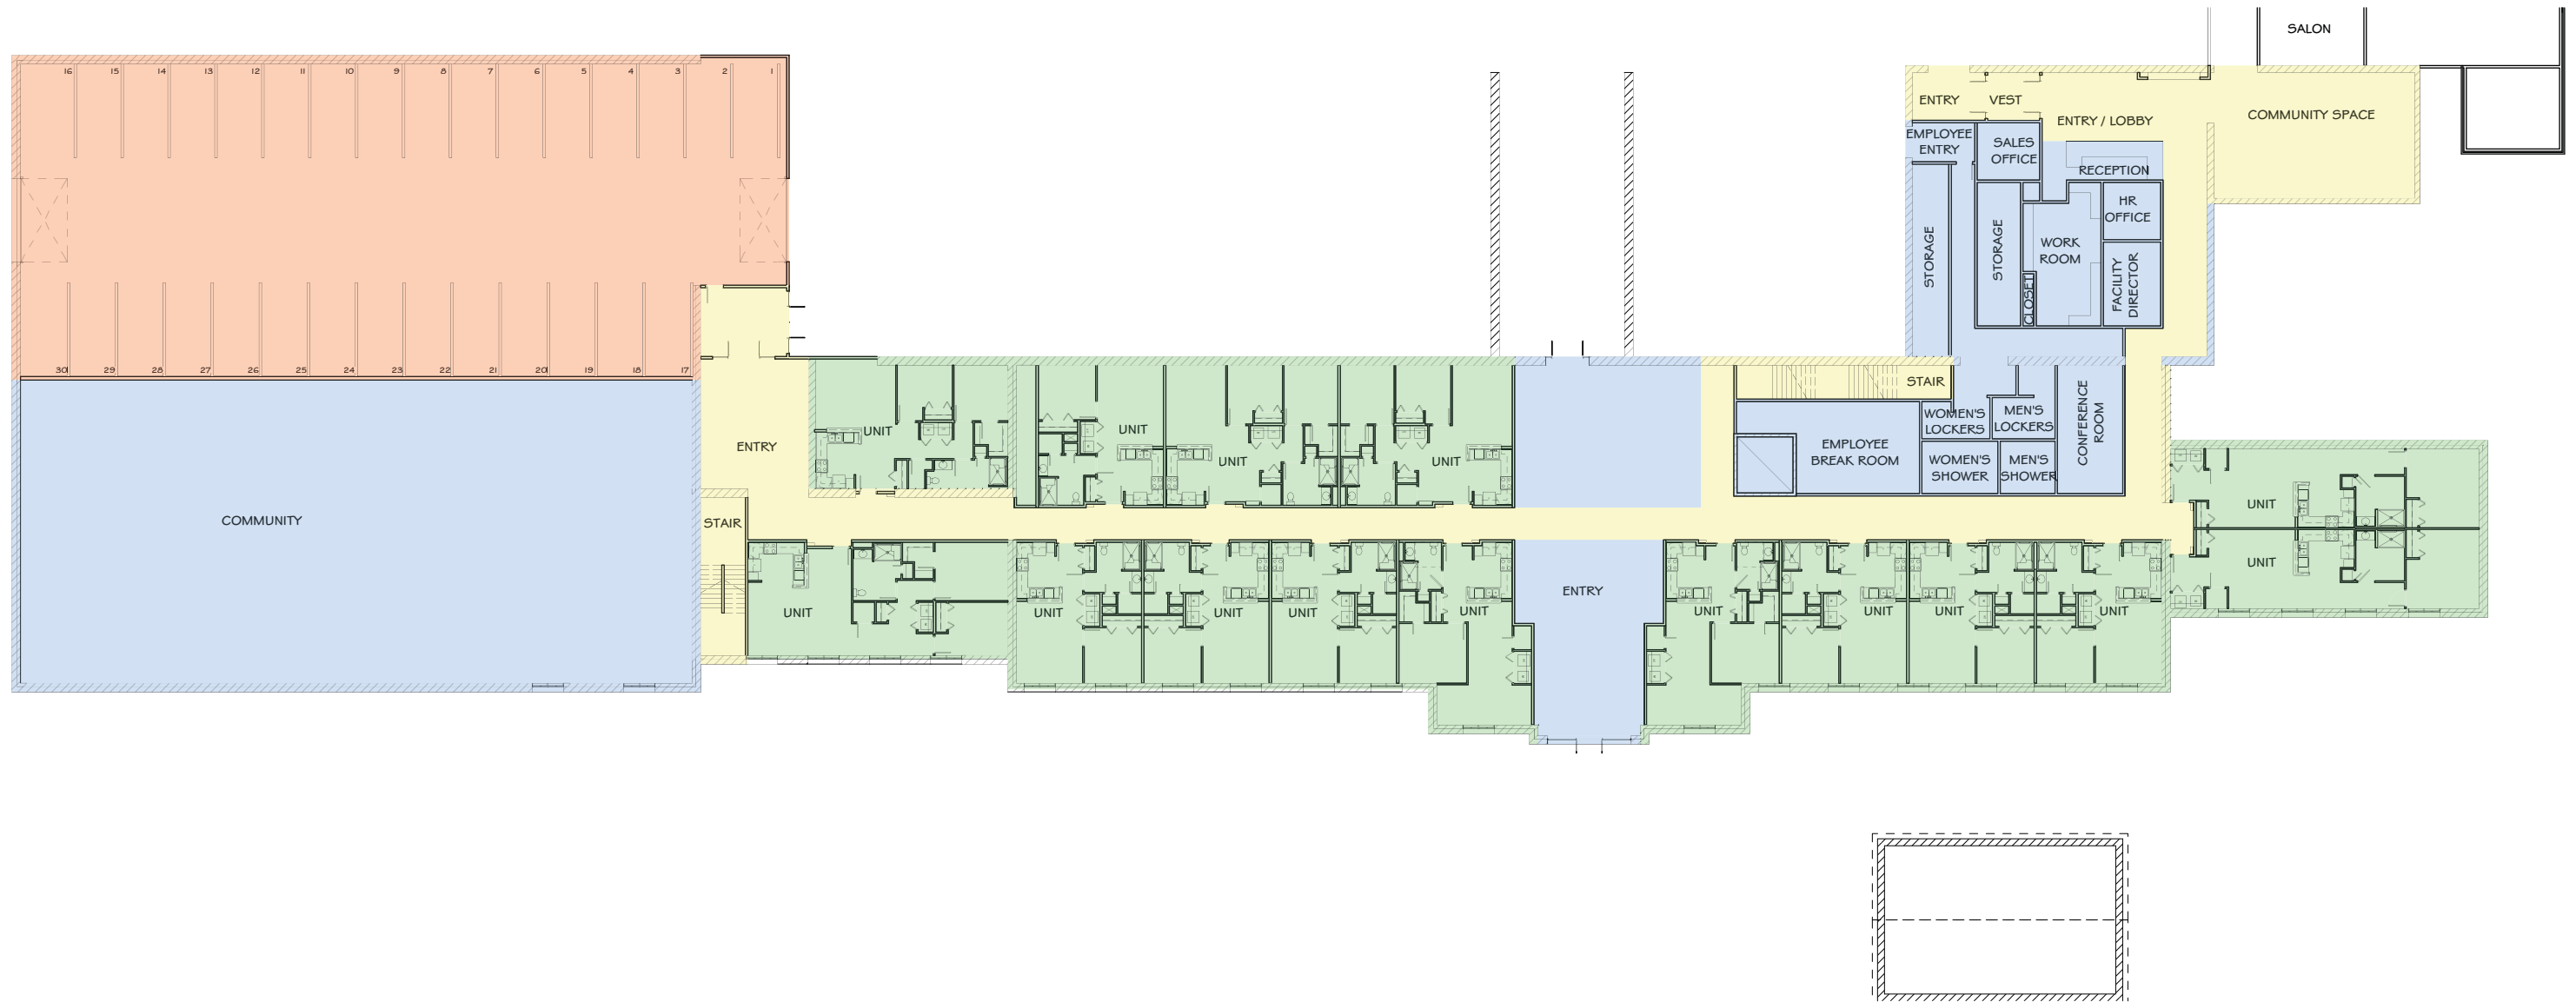 SALON
16 15 14 13 12 11 10 9 8 7 6 5 4 3 2 1
ENTRY
VEST
ENTRY / LOBBY
COMMUNITY SPACE
EMPLOYEE
ENTRY
SALES
OFFICE
RECEPTION
HR
OFFICE
STORAGE
STORAGE
WORK
ROOM
CLOSET
FACILITY
DIRECTOR
30 29 28 27 26 25 24 23 22 21 20 19 18 17
STAIR
ENTRY
UNIT
UNIT
UNIT
UNIT
EMPLOYEE
BREAK ROOM
WOMEN'S
LOCKERS
MEN'S
LOCKERS
WOMEN'S
SHOWER
MEN'S
SHOWER
CONFERENCE
ROOM
COMMUNITY
STAIR
UNIT
UNIT
ENTRY
UNIT
UNIT
UNIT
UNIT
UNIT
UNIT
UNIT
UNIT
UNIT